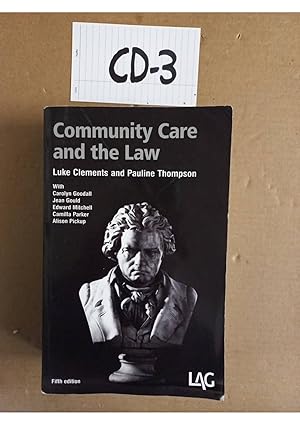 CD-3
Community Care
and the Law
Luke Clements and Pauline Thompson
With
Carolyn Goodall
Jean Gould
Edward Mitchell
Camilla Parker
Alison Pickup
Fifth edition
LAG